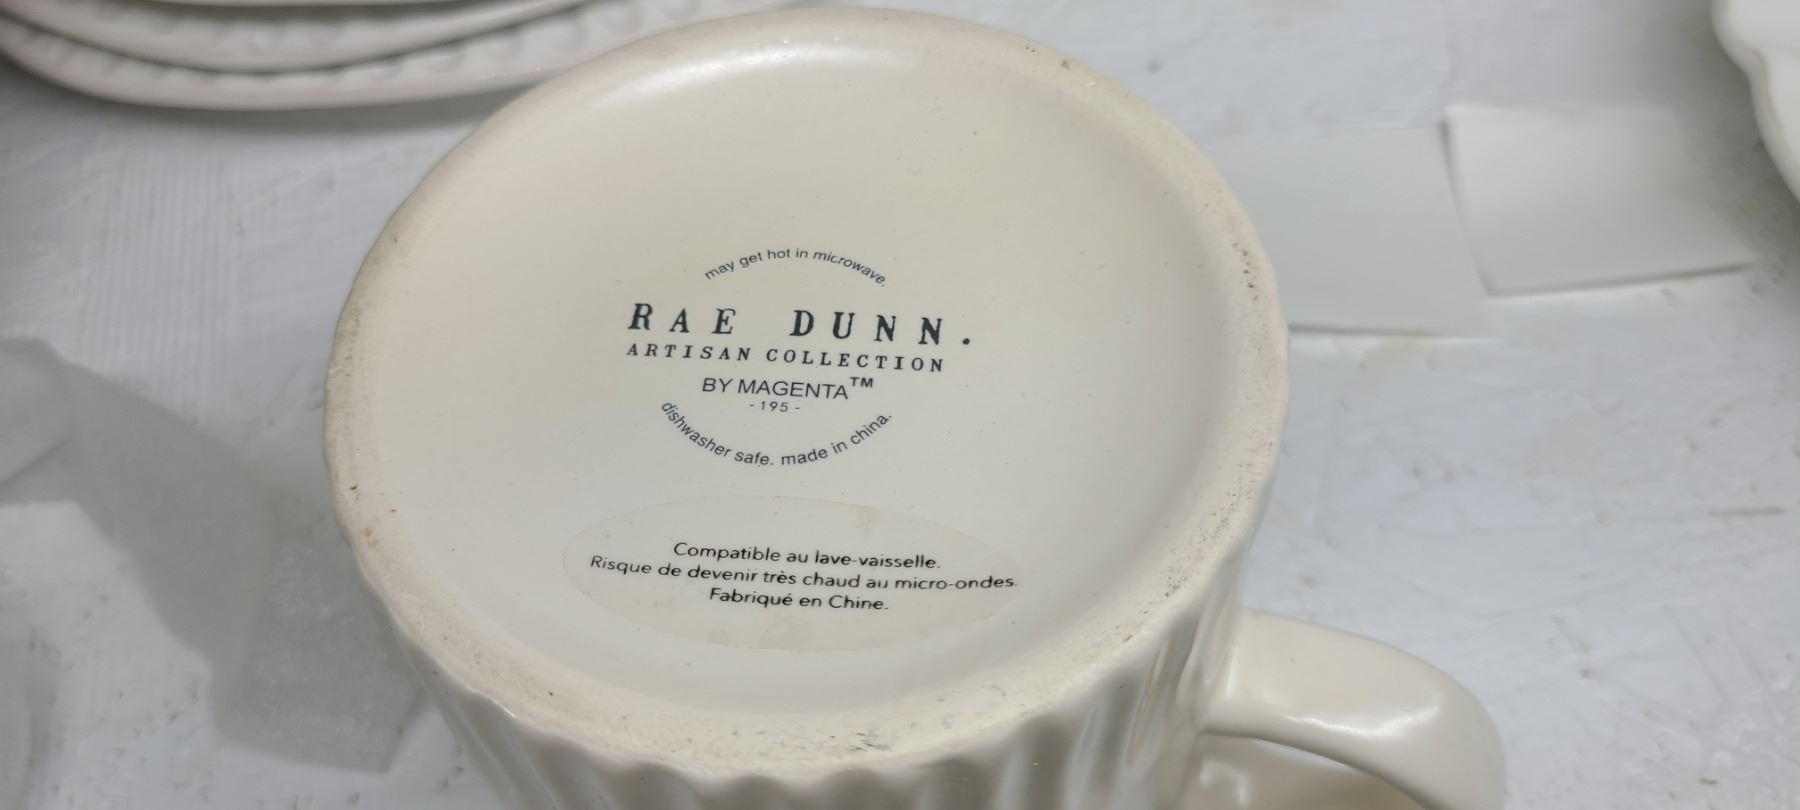 may get hot in microwave.
RAE DUNN.
ARTISAN COLLECTION
BY MAGENTA™
- 195 -
dishwasher safe. made in china.
Compatible au lave-vaisselle.
Risque de devenir très chaud au micro-ondes.
Fabriqué en Chine.